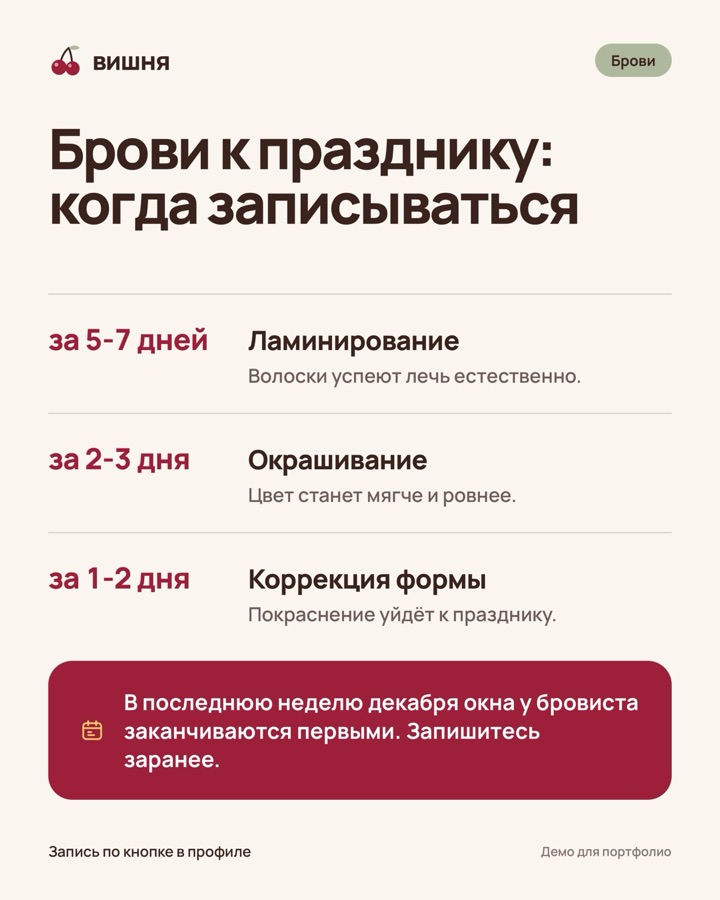 ВИШНЯ
Брови
Брови к празднику:
когда записываться
за 5-7 дней
Ламинирование
Волоски успеют лечь естественно.
за 2-3 дня
Окрашивание
Цвет станет мягче и ровнее.
за 1-2 дня
Коррекция формы
Покраснение уйдёт к празднику.
В последнюю неделю декабря окна у бровиста
заканчиваются первыми. Запишитесь
заранее.
Запись по кнопке в профиле
Демо для портфолио